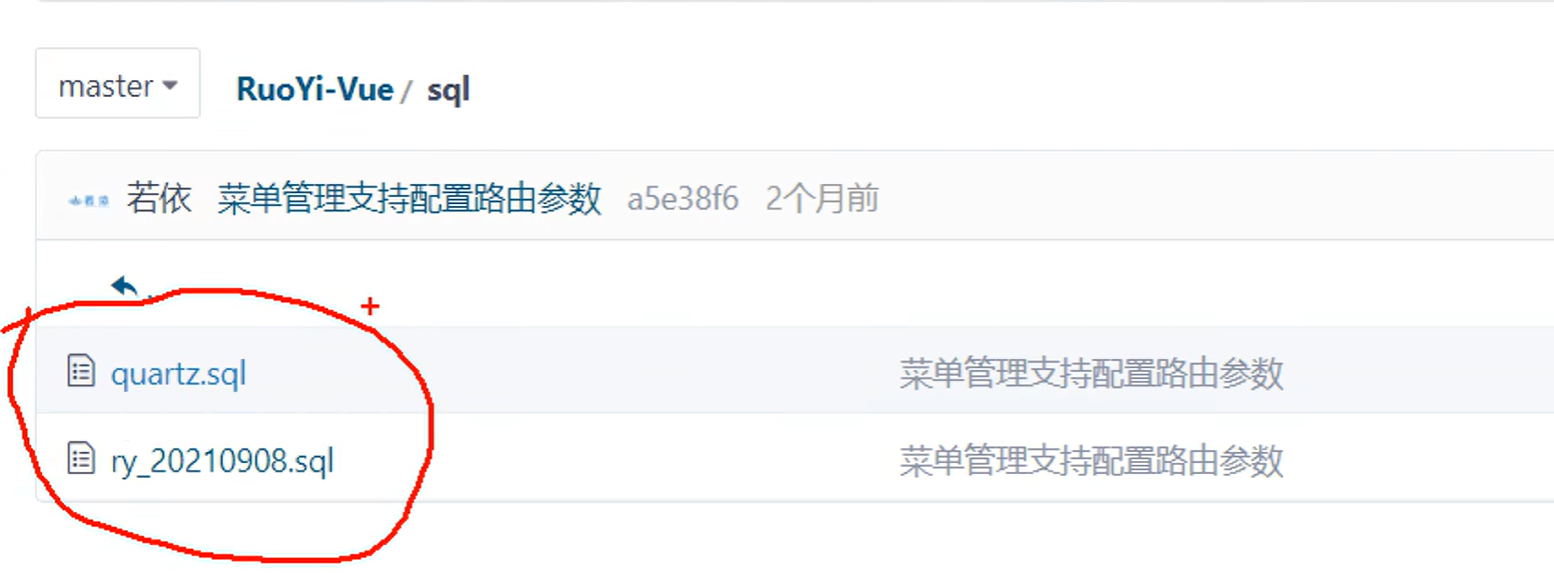 master
RuoYi-Vue / sql
若依 菜单管理支持配置路由参数 a5e38f6 2个月前
quartz.sql 菜单管理支持配置路由参数
ry_20210908.sql 菜单管理支持配置路由参数